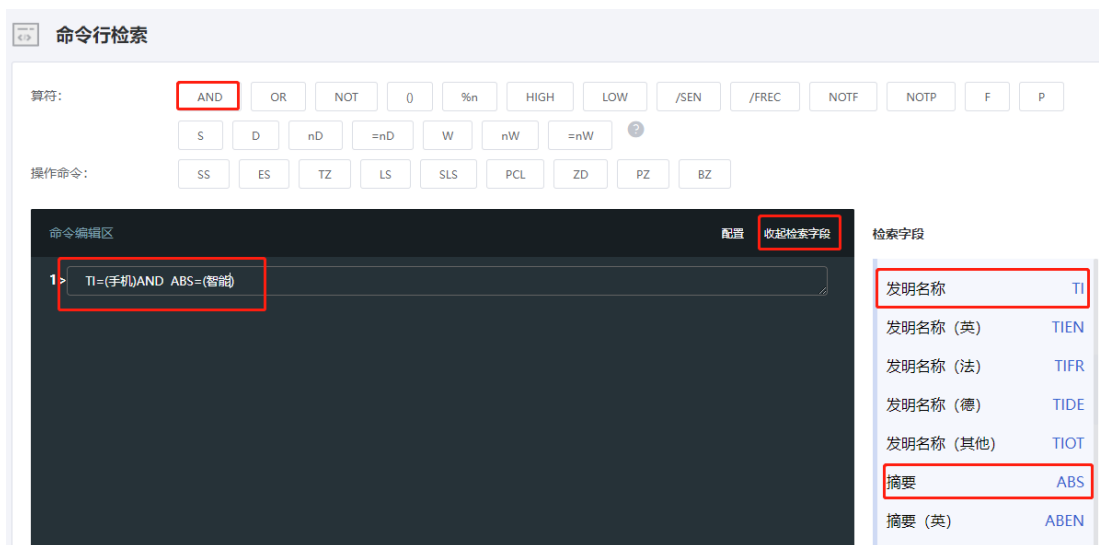 命令行检索
算符: AND OR NOT () %n HIGH LOW /SEN /FREC NOTF NOTP F P
S D nD =nD W nW =nW ?
操作命令: SS ES TZ LS SLS PCL ZD PZ BZ
命令编辑区 配置 收起检索字段
1> TI=(手机)AND ABS=(智能)
检索字段
发明名称 TI
发明名称（英） TIEN
发明名称（法） TIFR
发明名称（德） TIDE
发明名称（其他） TIOT
摘要 ABS
摘要（英） ABEN